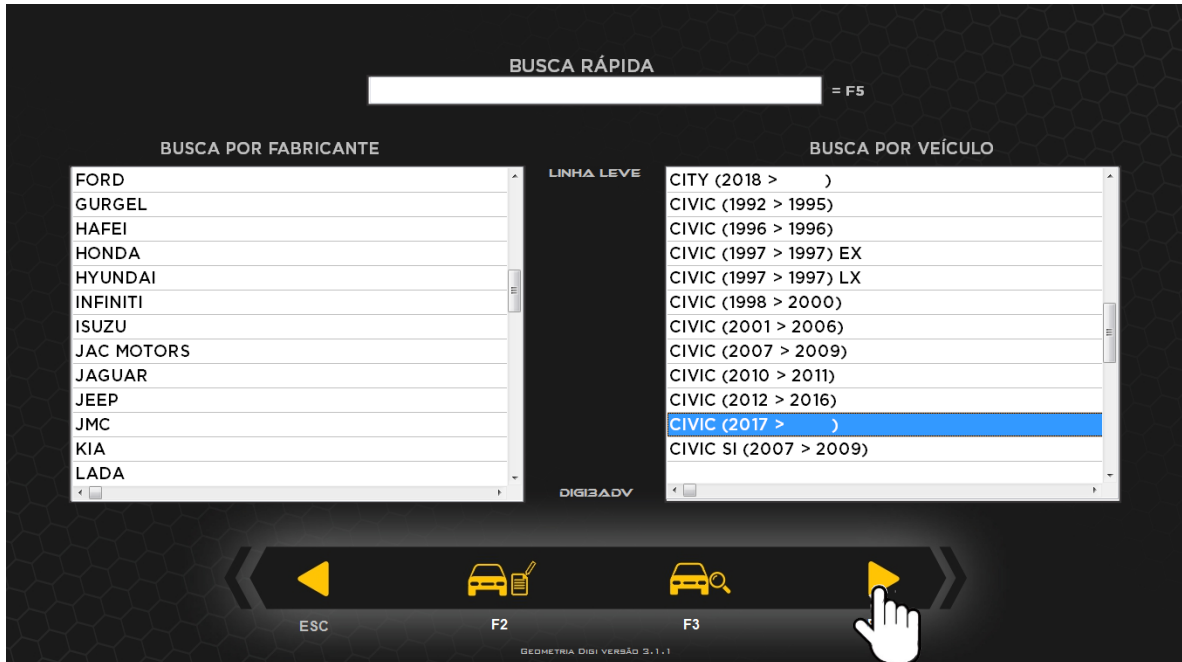 BUSCA RÁPIDA
= F5
BUSCA POR FABRICANTE
BUSCA POR VEÍCULO
LINHA LEVE
FORD
GURGEL
HAFEI
HONDA
HYUNDAI
INFINITI
ISUZU
JAC MOTORS
JAGUAR
JEEP
JMC
KIA
LADA
CITY (2018 > )
CIVIC (1992 > 1995)
CIVIC (1996 > 1996)
CIVIC (1997 > 1997) EX
CIVIC (1997 > 1997) LX
CIVIC (1998 > 2000)
CIVIC (2001 > 2006)
CIVIC (2007 > 2009)
CIVIC (2010 > 2011)
CIVIC (2012 > 2016)
CIVIC (2017 > )
CIVIC SI (2007 > 2009)
DIGI3ADV
ESC
F2
F3
GEOMETRIA DIGI VERSÃO 3.1.1